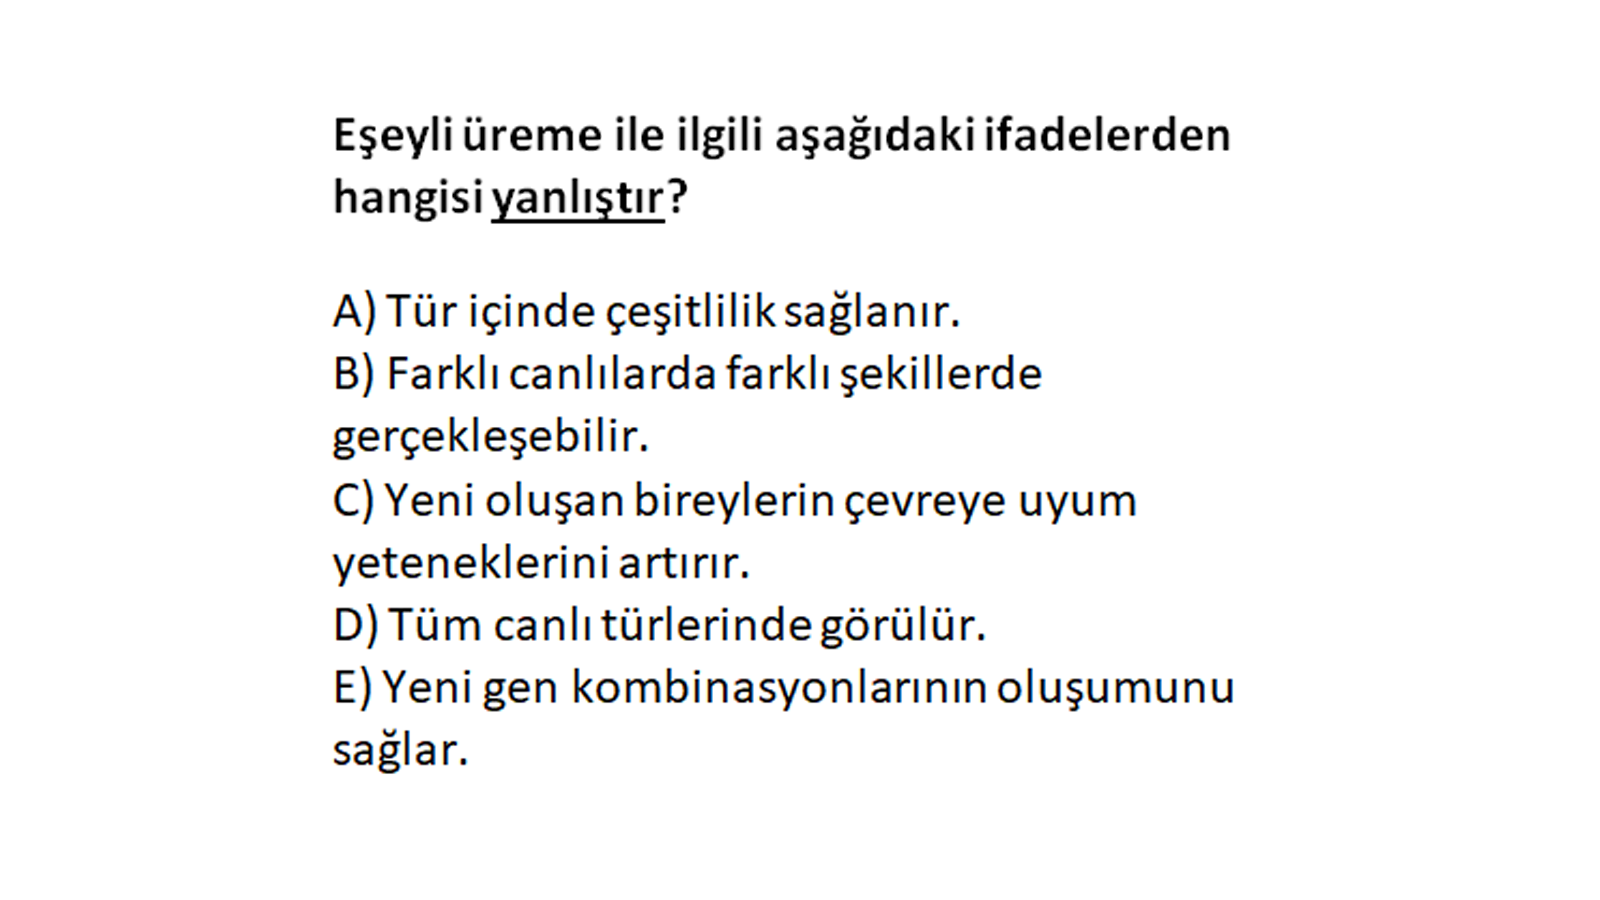 Eşeyli üreme ile ilgili aşağıdaki ifadelerden
hangisi yanlıştır?
A) Tür içinde çeşitlilik sağlanır.
B) Farklı canlılarda farklı şekillerde
gerçekleşebilir.
C) Yeni oluşan bireylerin çevreye uyum
yeteneklerini artırır.
D) Tüm canlı türlerinde görülür.
E) Yeni gen kombinasyonlarının oluşumunu
sağlar.